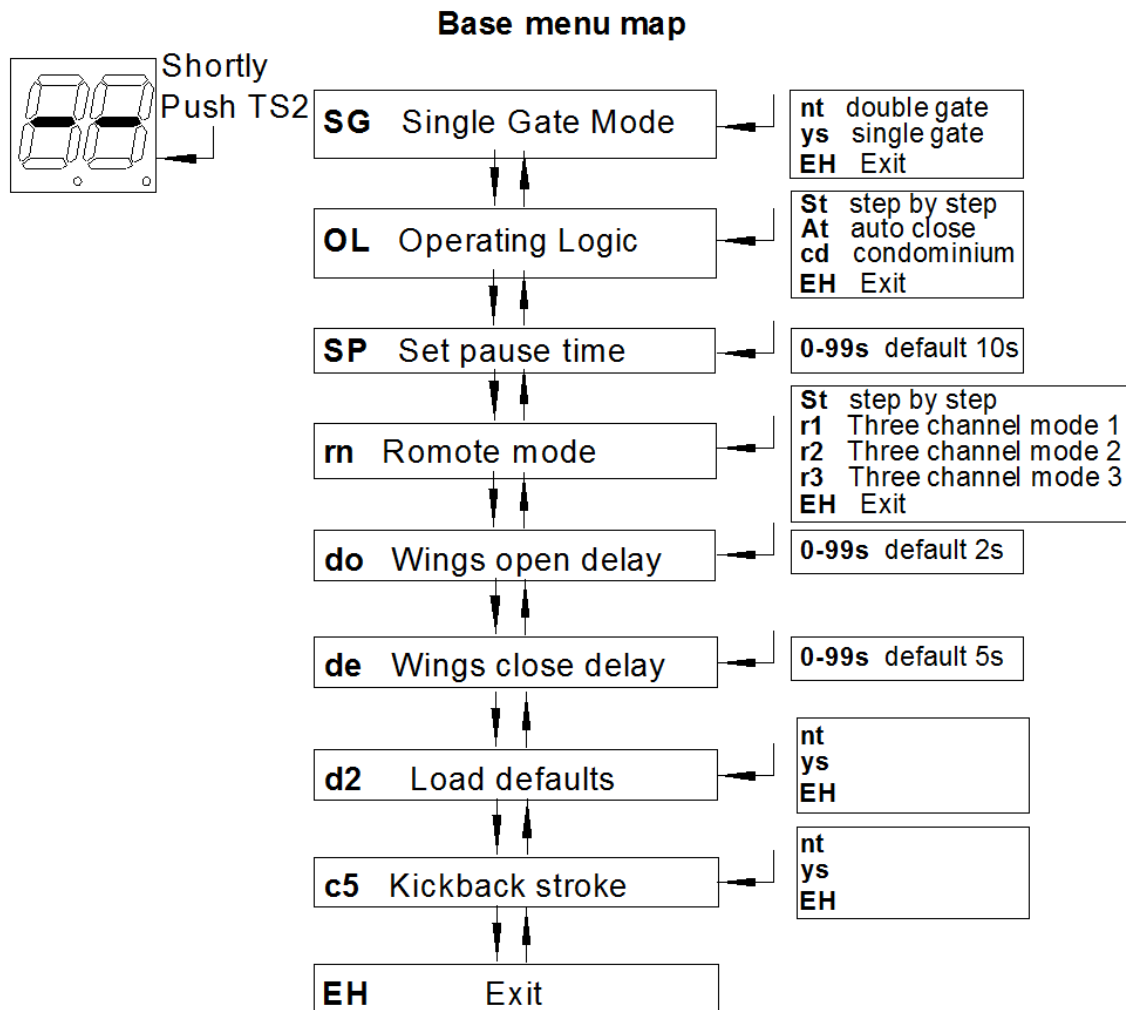 Base menu map
Shortly
Push TS2
SG Single Gate Mode
nt double gate
ys single gate
EH Exit
OL Operating Logic
St step by step
At auto close
cd condominium
EH Exit
SP Set pause time
0-99s default 10s
rn Romote mode
St step by step
r1 Three channel mode 1
r2 Three channel mode 2
r3 Three channel mode 3
EH Exit
do Wings open delay
0-99s default 2s
de Wings close delay
0-99s default 5s
d2 Load defaults
nt
ys
EH
c5 Kickback stroke
nt
ys
EH
EH Exit